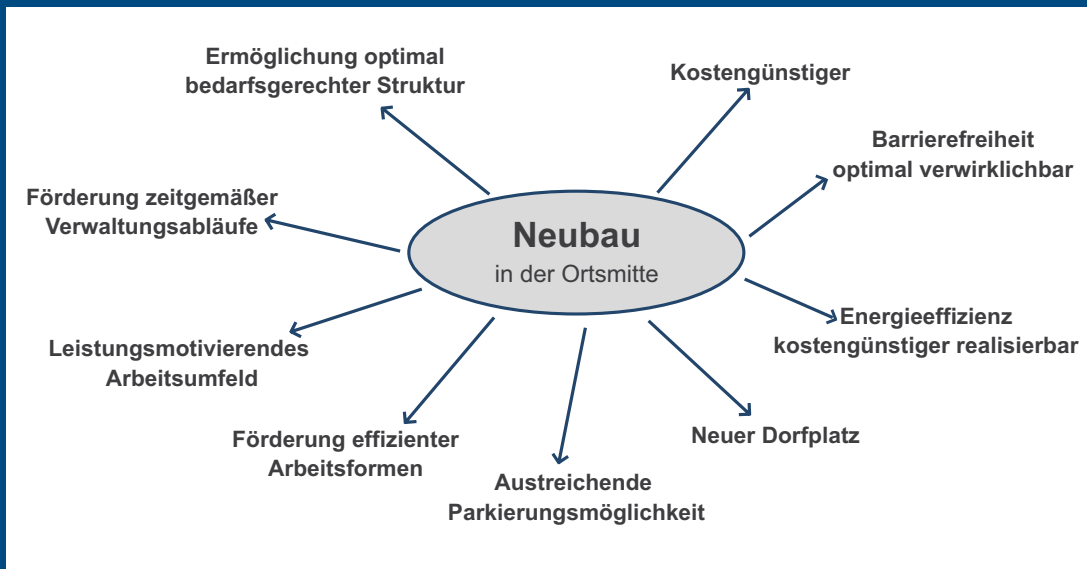 Ermöglichung optimal
bedarfsgerechter Struktur
Kostengünstiger
Barrierefreiheit
optimal verwirklichbar
Förderung zeitgemäßer
Verwaltungsabläufe
Neubau
in der Ortsmitte
Energieeffizienz
kostengünstiger realisierbar
Leistungsmotivierendes
Arbeitsumfeld
Förderung effizienter
Arbeitsformen
Neuer Dorfplatz
Austreichende
Parkierungsmöglichkeit